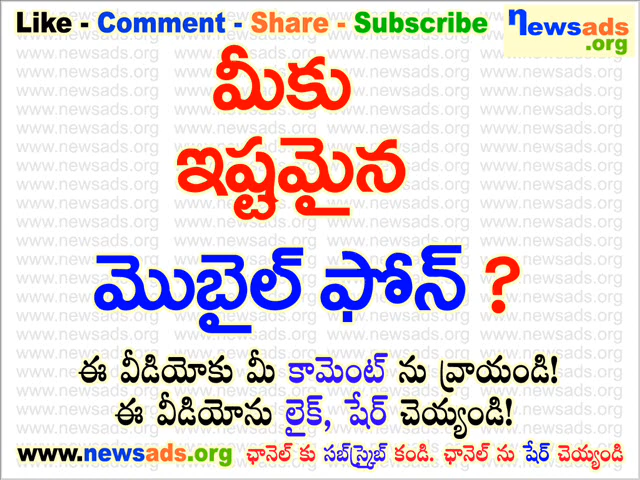 Like - Comment - Share - Subscribe
newsads
.org
మీకు
ఇష్టమైన
మొబైల్ ఫోన్ ?
ఈ వీడియోకు మీ కామెంట్ ను వ్రాయండి!
ఈ వీడియోను లైక్, షేర్ చెయ్యండి!
www.newsads.org ఛానెల్ కు సబ్‌స్క్రైబ్ కండి. ఛానెల్ ను షేర్ చెయ్యండి